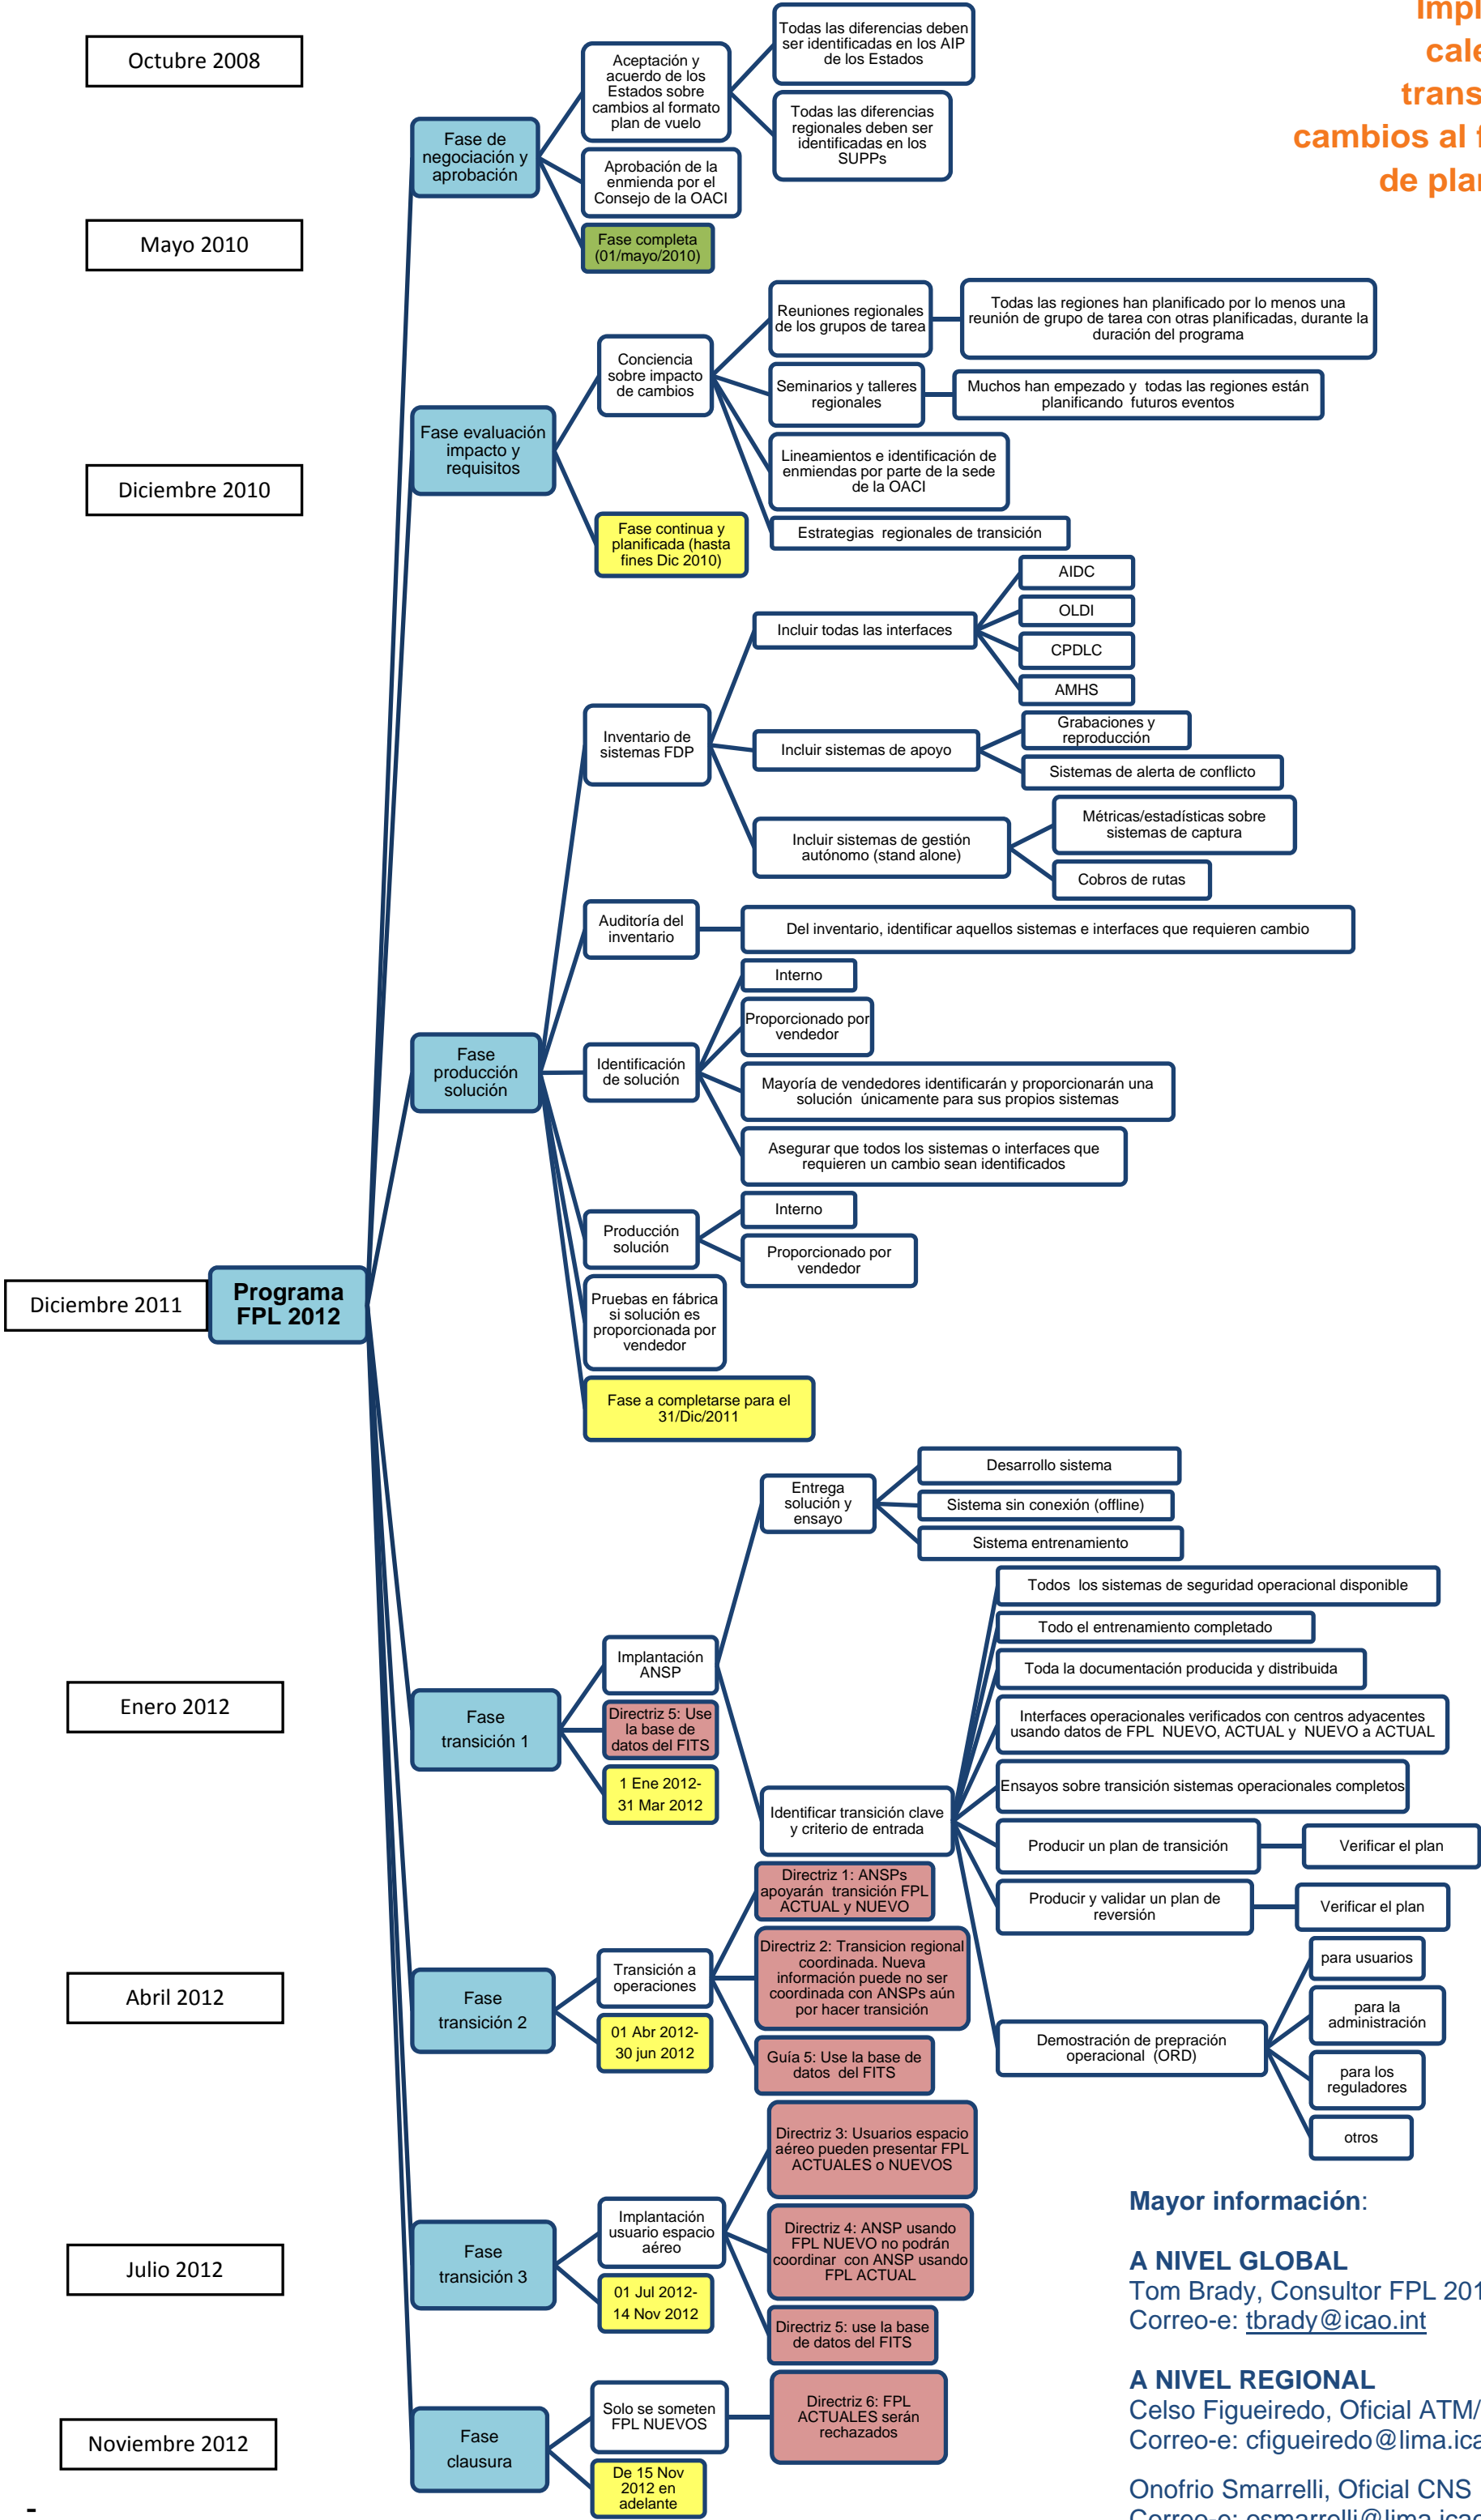 Octubre 2008
Mayo 2010
Diciembre 2010
Diciembre 2011
Enero 2012
Abril 2012
Julio 2012
Noviembre 2012
-
Programa
FPL 2012
Fase de
negociación y
aprobación
Aceptación y
acuerdo de los
Estados sobre
cambios al formato
plan de vuelo
Todas las diferencias deben
ser identificadas en los AIP
de los Estados
Todas las diferencias
regionales deben ser
identificadas en los
SUPPs
Aprobación de la
enmienda por el
Consejo de la OACI
Fase completa
(01/mayo/2010)
Fase evaluación
impacto y
requisitos
Conciencia
sobre impacto
de cambios
Reuniones regionales
de los grupos de tarea
Todas las regiones han planificado por lo menos una
reunión de grupo de tarea con otras planificadas, durante la
duración del programa
Seminarios y talleres
regionales
Muchos han empezado y todas las regiones están
planificando futuros eventos
Lineamientos e identificación de
enmiendas por parte de la sede
de la OACI
Estrategias regionales de transición
Fase continua y
planificada (hasta
fines Dic 2010)
Fase
producción
solución
Inventario de
sistemas FDP
Incluir todas las interfaces
AIDC
OLDI
CPDLC
AMHS
Incluir sistemas de apoyo
Grabaciones y
reproducción
Sistemas de alerta de conflicto
Incluir sistemas de gestión
autónomo (stand alone)
Métricas/estadísticas sobre
sistemas de captura
Cobros de rutas
Auditoría del
inventario
Del inventario, identificar aquellos sistemas e interfaces que requieren cambio
Identificación
de solución
Interno
Proporcionado por
vendedor
Mayoría de vendedores identificarán y proporcionarán una
solución únicamente para sus propios sistemas
Asegurar que todos los sistemas o interfaces que
requieren un cambio sean identificados
Producción
solución
Interno
Proporcionado por
vendedor
Pruebas en fábrica
si solución es
proporcionada por
vendedor
Fase a completarse para el
31/Dic/2011
Fase
transición 1
Implantación
ANSP
Entrega
solución y
ensayo
Desarrollo sistema
Sistema sin conexión (offline)
Sistema entrenamiento
Identificar transición clave
y criterio de entrada
Todos los sistemas de seguridad operacional disponible
Todo el entrenamiento completado
Toda la documentación producida y distribuida
Interfaces operacionales verificados con centros adyacentes
usando datos de FPL NUEVO, ACTUAL y NUEVO a ACTUAL
Ensayos sobre transición sistemas operacionales completos
Producir un plan de transición
Verificar el plan
Producir y validar un plan de
reversión
Verificar el plan
Demostración de prepración
operacional (ORD)
para usuarios
para la
administración
para los
reguladores
otros
Directriz 5: Use
la base de
datos del FITS
1 Ene 2012-
31 Mar 2012
Fase
transición 2
Transición a
operaciones
Directriz 1: ANSPs
apoyarán transición FPL
ACTUAL y NUEVO
Directriz 2: Transicion regional
coordinada. Nueva
información puede no ser
coordinada con ANSPs aún
por hacer transición
Guía 5: Use la base de
datos del FITS
01 Abr 2012-
30 jun 2012
Fase
transición 3
Implantación
usuario espacio
aéreo
Directriz 3: Usuarios espacio
aéreo pueden presentar FPL
ACTUALES o NUEVOS
Directriz 4: ANSP usando
FPL NUEVO no podrán
coordinar con ANSP usando
FPL ACTUAL
Directriz 5: use la base
de datos del FITS
01 Jul 2012-
14 Nov 2012
Fase
clausura
Solo se someten
FPL NUEVOS
Directriz 6: FPL
ACTUALES serán
rechazados
De 15 Nov
2012 en
adelante
Impl
cale
trans
cambios al f
de plan
Mayor información:
A NIVEL GLOBAL
Tom Brady, Consultor FPL 201
Correo-e: tbrady@icao.int
A NIVEL REGIONAL
Celso Figueiredo, Oficial ATM/
Correo-e: cfigueiredo@lima.ica
Onofrio Smarrelli, Oficial CNS
Correo-e: osmarrelli@lima.icao